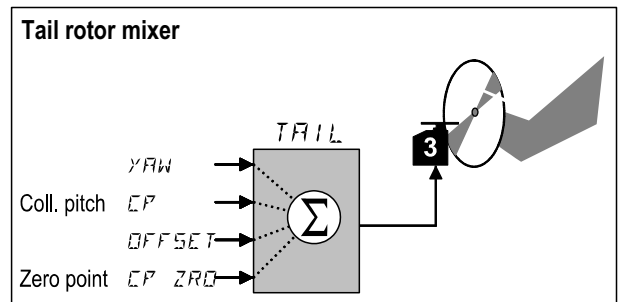 Tail rotor mixer
TAIL
3
YAW
Coll. pitch CP
Σ
OFFSET
Zero point CP ZRO